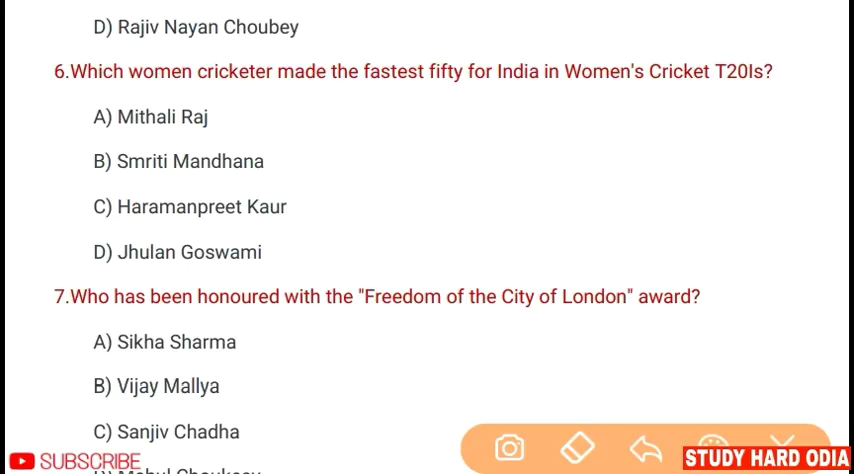 D) Rajiv Nayan Choubey
6.Which women cricketer made the fastest fifty for India in Women's Cricket T20Is?
A) Mithali Raj
B) Smriti Mandhana
C) Haramanpreet Kaur
D) Jhulan Goswami
7.Who has been honoured with the "Freedom of the City of London" award?
A) Sikha Sharma
B) Vijay Mallya
C) Sanjiv Chadha
SUBSCRIBE
STUDY HARD ODIA